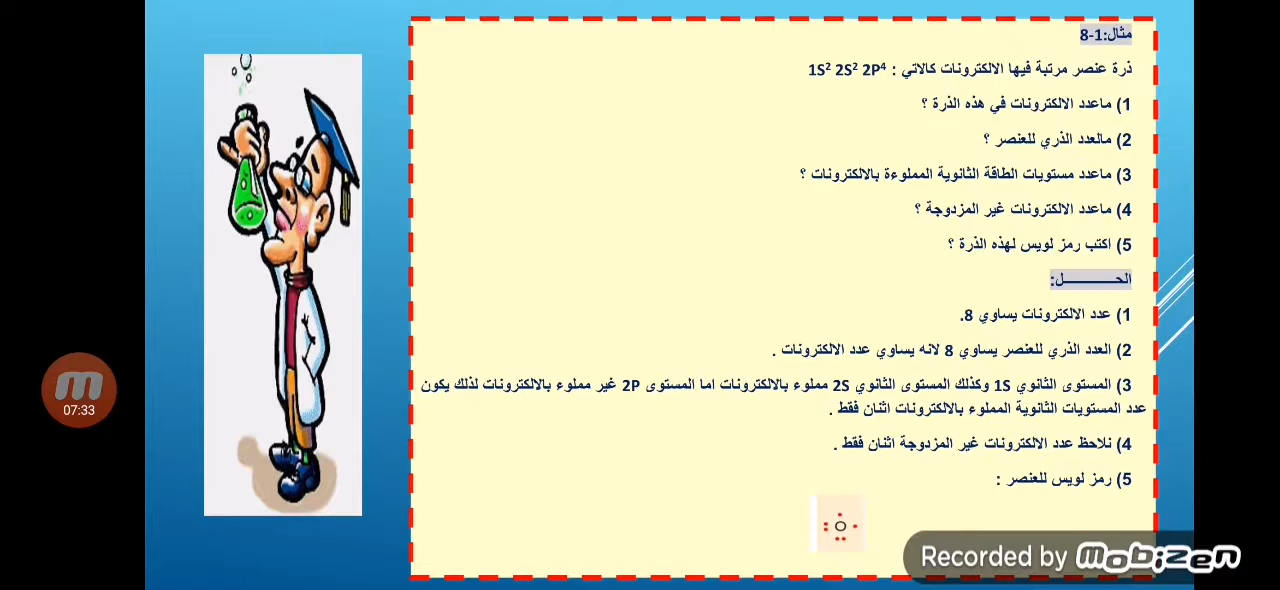 مثال:1-8
ذرة عنصر مرتبة فيها الالكترونات كالاتي : 1S² 2S² 2P⁴
1) ماعدد الالكترونات في هذه الذرة ؟
2) مالعدد الذري للعنصر ؟
3) ماعدد مستويات الطاقة الثانوية المملوءة بالالكترونات ؟
4) ماعدد الالكترونات غير المزدوجة ؟
5) اكتب رمز لويس لهذه الذرة ؟
الحـــــــــــل:
1) عدد الالكترونات يساوي 8.
2) العدد الذري للعنصر يساوي 8 لانه يساوي عدد الالكترونات .
3) المستوى الثانوي 1S وكذلك المستوى الثانوي 2S مملوء بالالكترونات اما المستوى 2P غير مملوء بالالكترونات لذلك يكون
عدد المستويات الثانوية المملوء بالالكترونات اثنان فقط .
4) نلاحظ عدد الالكترونات غير المزدوجة اثنان فقط .
5) رمز لويس للعنصر :
O
07:33
Recorded by mobizen